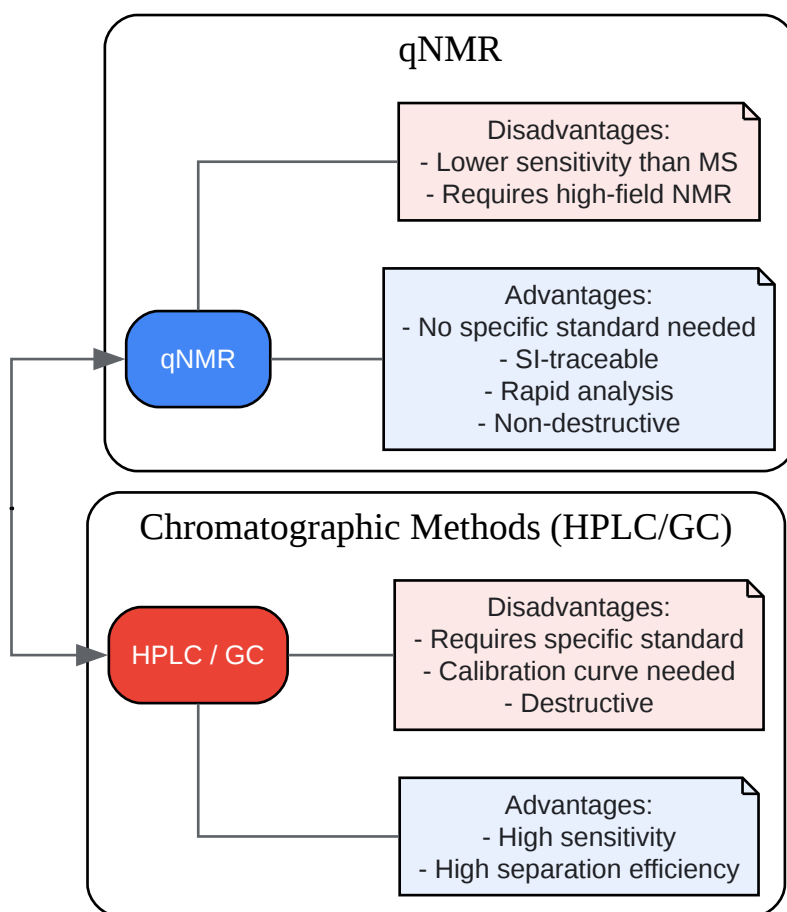 qNMR
Disadvantages:
- Lower sensitivity than MS
- Requires high-field NMR
Advantages:
- No specific standard needed
- SI-traceable
- Rapid analysis
- Non-destructive
qNMR
Chromatographic Methods (HPLC/GC)
Disadvantages:
- Requires specific standard
- Calibration curve needed
- Destructive
HPLC / GC
Advantages:
- High sensitivity
- High separation efficiency